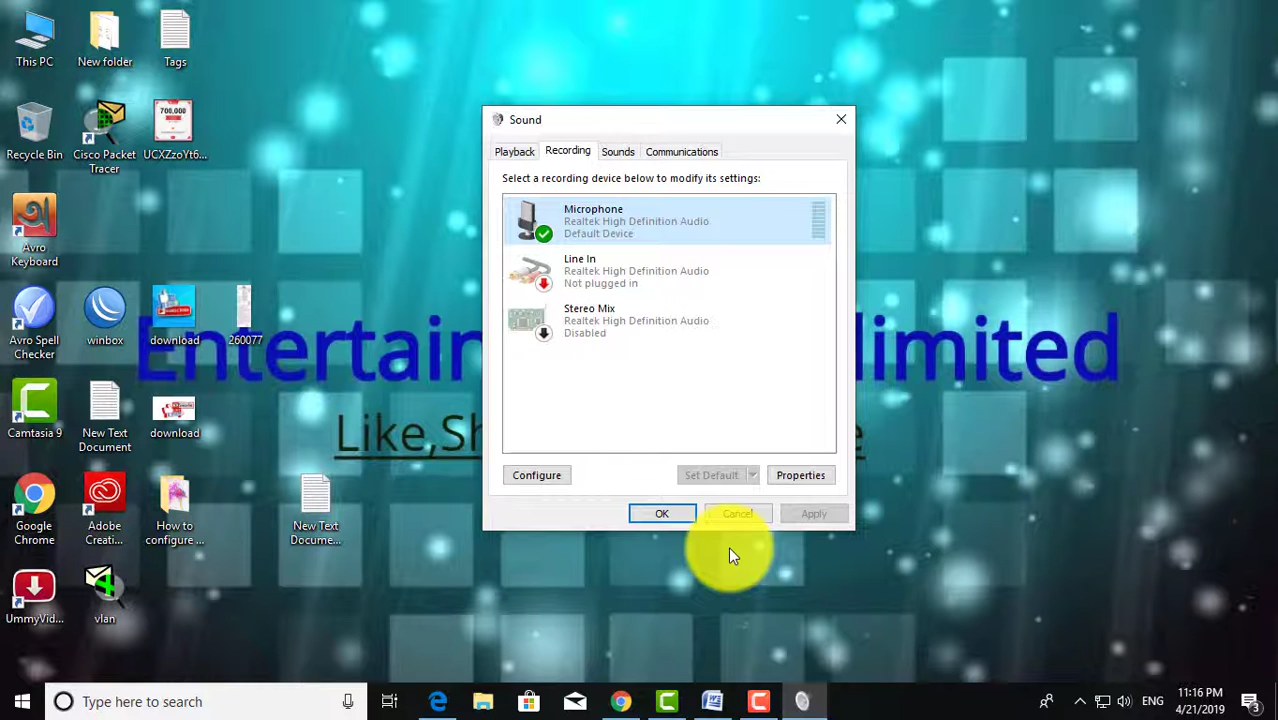 This PC
New folder
Tags
Recycle Bin
Cisco Packet
Tracer
700,000
UCXZzoYt6...
Avro
Keyboard
Avro Spell
Checker
winbox
download
260077
Camtasia 9
New Text
Document
download
Google
Chrome
Adobe
Creati...
How to
configure ...
New Text
Docume...
UmmyVid...
vlan
Like,
Sound
Playback
Recording
Sounds
Communications
Select a recording device below to modify its settings:
Microphone
Realtek High Definition Audio
Default Device
Line In
Realtek High Definition Audio
Not plugged in
Stereo Mix
Realtek High Definition Audio
Disabled
Configure
Set Default
Properties
OK
Cancel
Apply
Type here to search
ENG
11:16 PM
4/21/2019
3